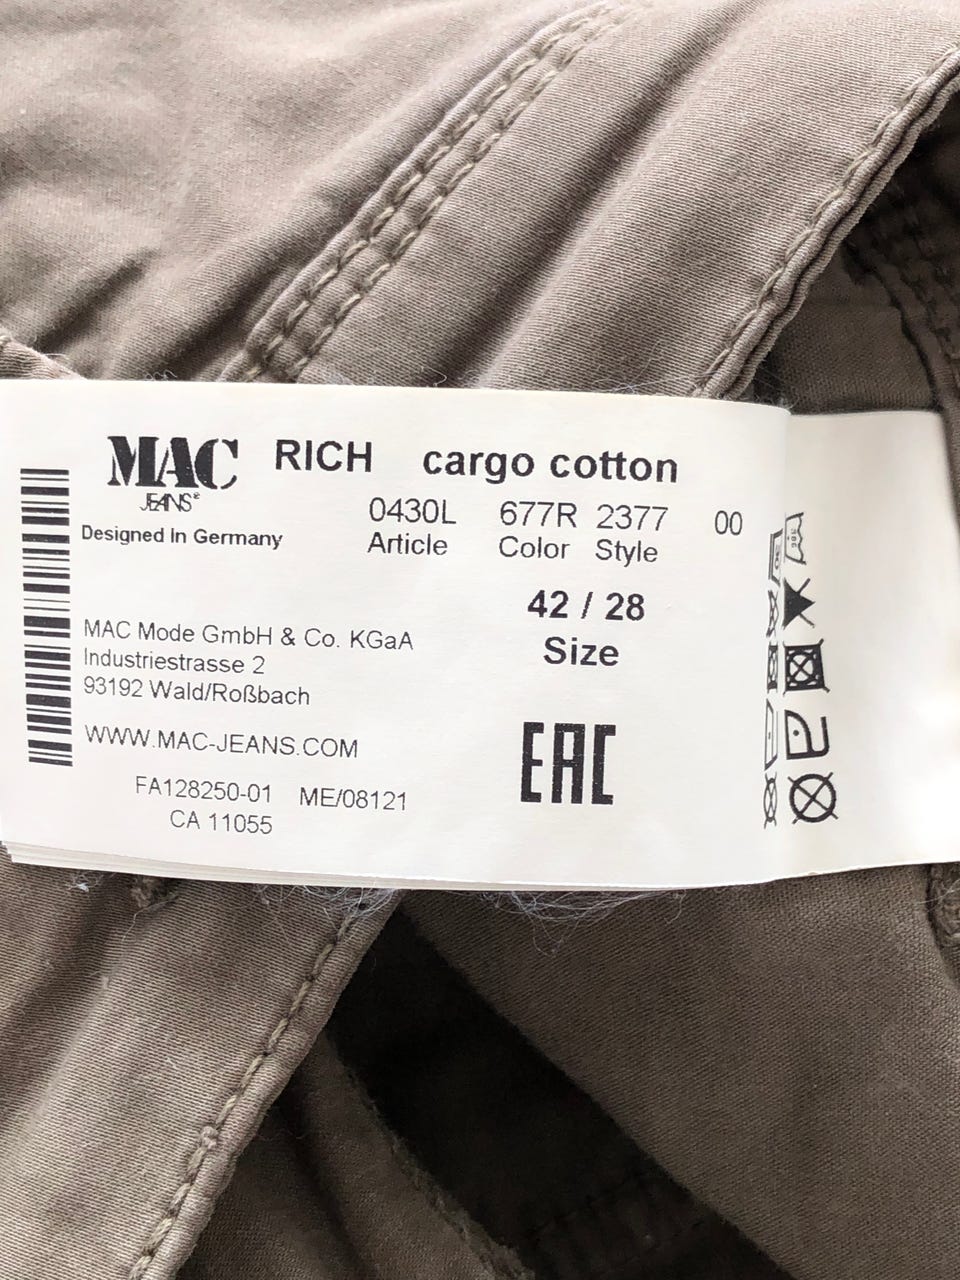 MAC RICH cargo cotton
JEANS®
0430L 677R 2377 00
Designed In Germany Article Color Style
42 / 28
Size
MAC Mode GmbH & Co. KGaA
Industriestrasse 2
93192 Wald/Roßbach
WWW.MAC-JEANS.COM
EAC
FA128250-01 ME/08121
CA 11055